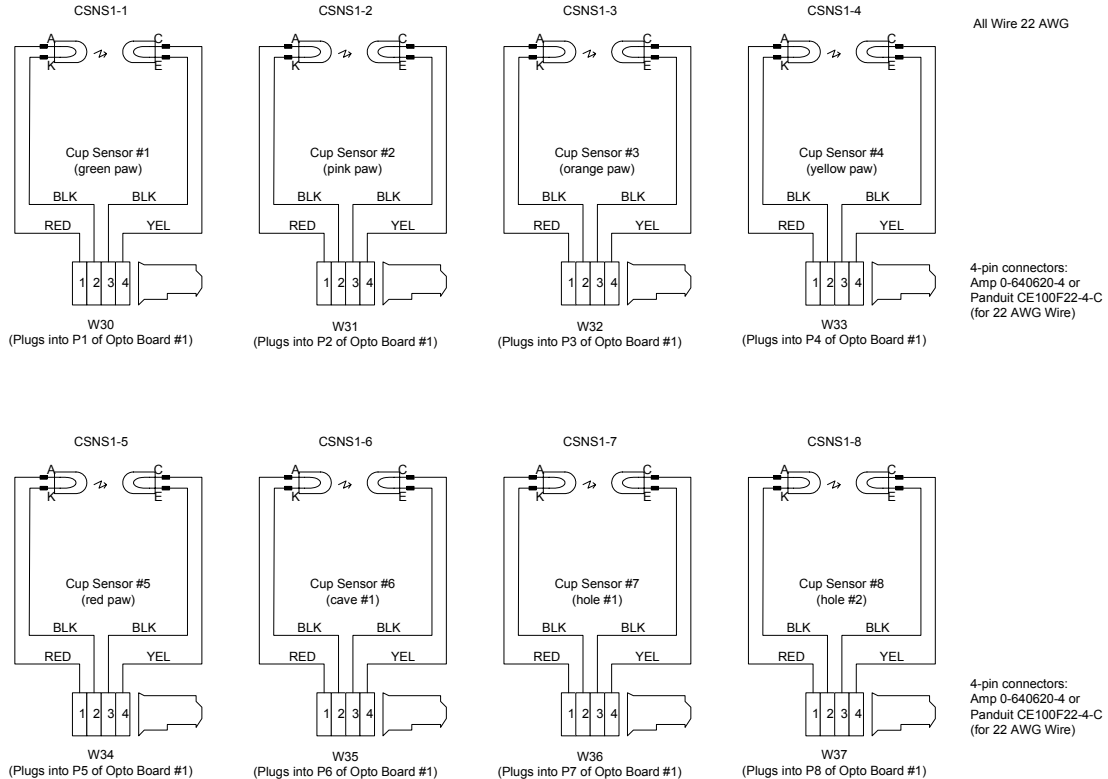 CSNS1-1
A
K
C
E
Cup Sensor #1
(green paw)
BLK
BLK
RED
YEL
1 2 3 4
W30
(Plugs into P1 of Opto Board #1)
CSNS1-2
A
K
C
E
Cup Sensor #2
(pink paw)
BLK
BLK
RED
YEL
1 2 3 4
W31
(Plugs into P2 of Opto Board #1)
CSNS1-3
A
K
C
E
Cup Sensor #3
(orange paw)
BLK
BLK
RED
YEL
1 2 3 4
W32
(Plugs into P3 of Opto Board #1)
CSNS1-4
A
K
C
E
Cup Sensor #4
(yellow paw)
BLK
BLK
RED
YEL
1 2 3 4
W33
(Plugs into P4 of Opto Board #1)
All Wire 22 AWG
4-pin connectors:
Amp 0-640620-4 or
Panduit CE100F22-4-C
(for 22 AWG Wire)
CSNS1-5
A
K
C
E
Cup Sensor #5
(red paw)
BLK
BLK
RED
YEL
1 2 3 4
W34
(Plugs into P5 of Opto Board #1)
CSNS1-6
A
K
C
E
Cup Sensor #6
(cave #1)
BLK
BLK
RED
YEL
1 2 3 4
W35
(Plugs into P6 of Opto Board #1)
CSNS1-7
A
K
C
E
Cup Sensor #7
(hole #1)
BLK
BLK
RED
YEL
1 2 3 4
W36
(Plugs into P7 of Opto Board #1)
CSNS1-8
A
K
C
E
Cup Sensor #8
(hole #2)
BLK
BLK
RED
YEL
1 2 3 4
W37
(Plugs into P8 of Opto Board #1)
4-pin connectors:
Amp 0-640620-4 or
Panduit CE100F22-4-C
(for 22 AWG Wire)